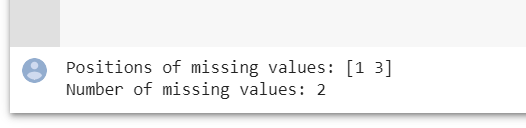 Positions of missing values: [1 3]
Number of missing values: 2